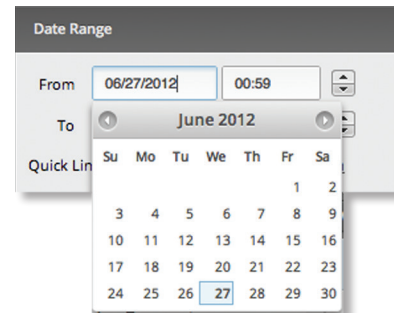 Date Range
From 06/27/2012 00:59
To
June 2012
Quick Lin
Su Mo Tu We Th Fr Sa
1 2
3 4 5 6 7 8 9
10 11 12 13 14 15 16
17 18 19 20 21 22 23
24 25 26 27 28 29 30